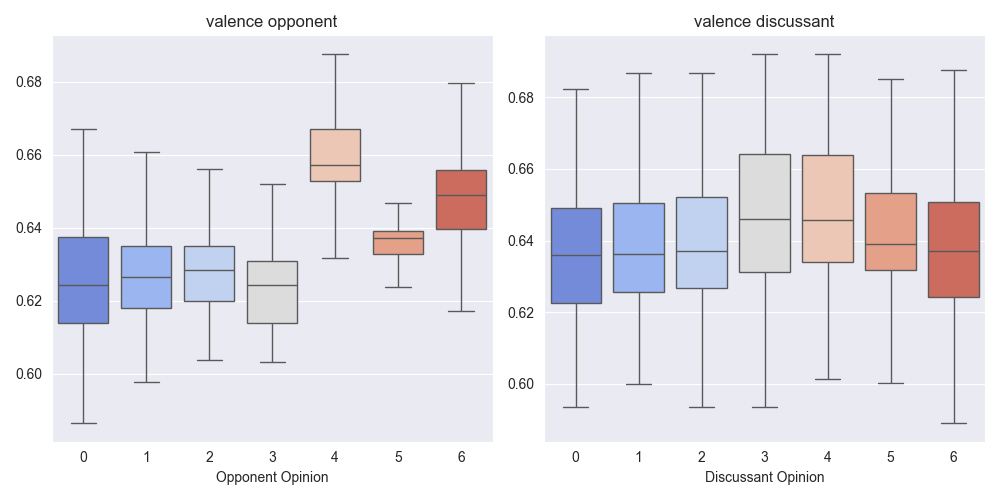 valence opponent
0.68
0.66
0.64
0.62
0.60
0 1 2 3 4 5 6
Opponent Opinion
valence discussant
0.68
0.66
0.64
0.62
0.60
0 1 2 3 4 5 6
Discussant Opinion